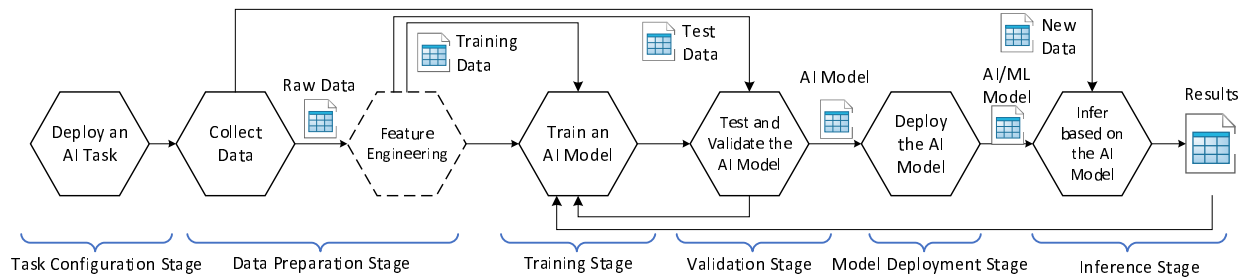 Training
Data
Test
Data
New
Data
Raw Data
AI Model
AI/ML
Model
Results
Deploy an
AI Task
Collect
Data
Feature
Engineering
Train an
AI Model
Test and
Validate the
AI Model
Deploy
the AI
Model
Infer
based on
the AI
Model
Task Configuration Stage
Data Preparation Stage
Training Stage
Validation Stage
Model Deployment Stage
Inference Stage